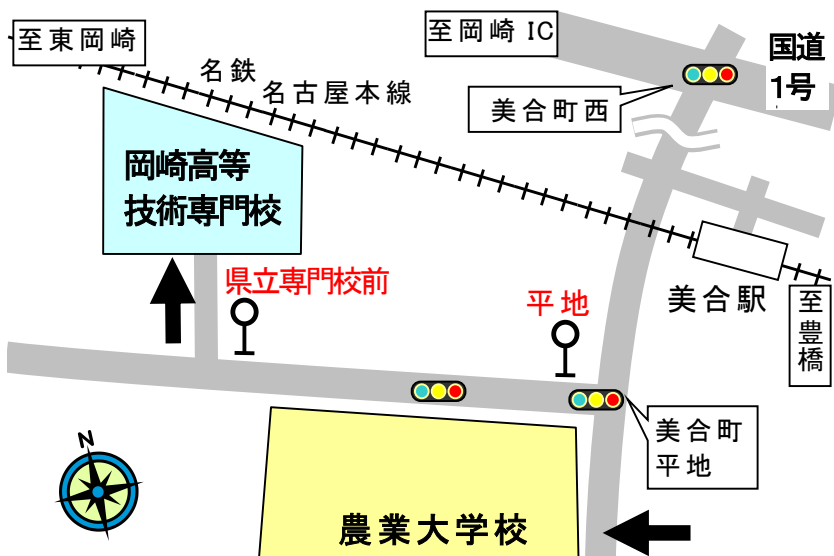 至東岡崎
至岡崎 IC
国道
1号
名鉄
名古屋本線
美合町西
岡崎高等
技術専門校
県立専門校前
平地
美合駅
至豊橋
美合町
平地
N
農業大学校